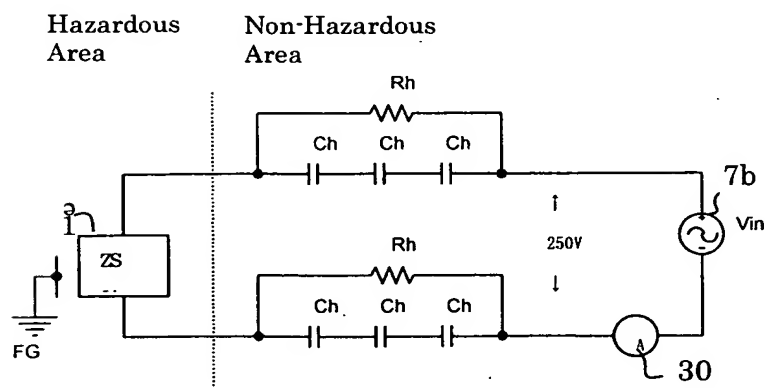 Hazardous
Area
Non-Hazardous
Area
Rh
Ch Ch Ch
7b
Vin
250V
ZS
Rh
Ch Ch Ch
A
30
FG